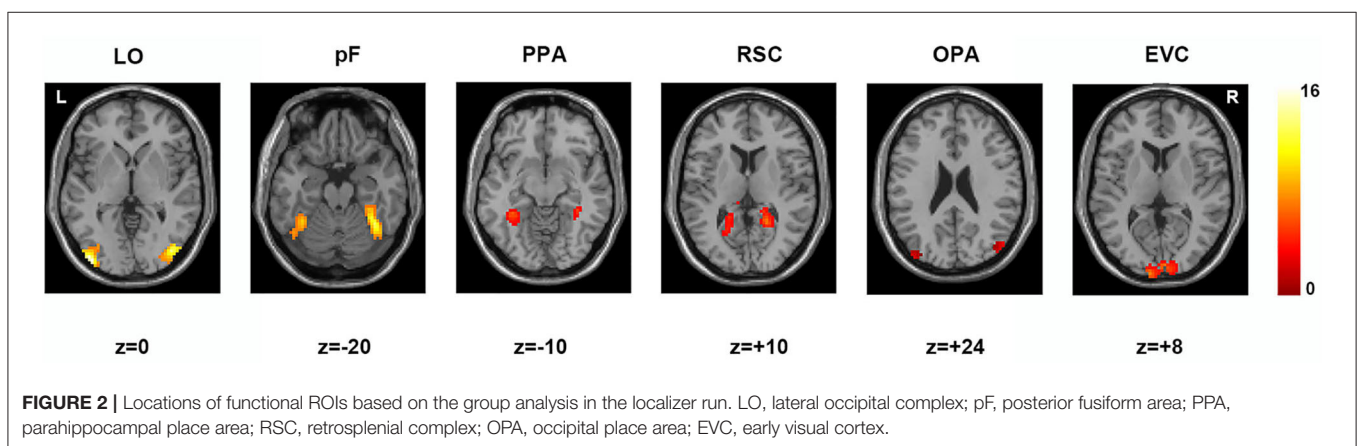 LO pF PPA RSC OPA EVC
L R 16
0
z=0 z=-20 z=-10 z=+10 z=+24 z=+8
FIGURE 2 | Locations of functional ROIs based on the group analysis in the localizer run. LO, lateral occipital complex; pF, posterior fusiform area; PPA,
parahippocampal place area; RSC, retrosplenial complex; OPA, occipital place area; EVC, early visual cortex.